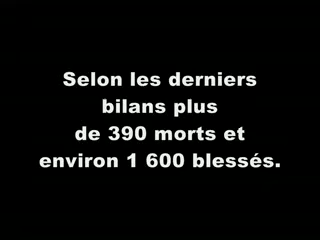 Selon les derniers
bilans plus
de 390 morts et
environ 1 600 blessés.